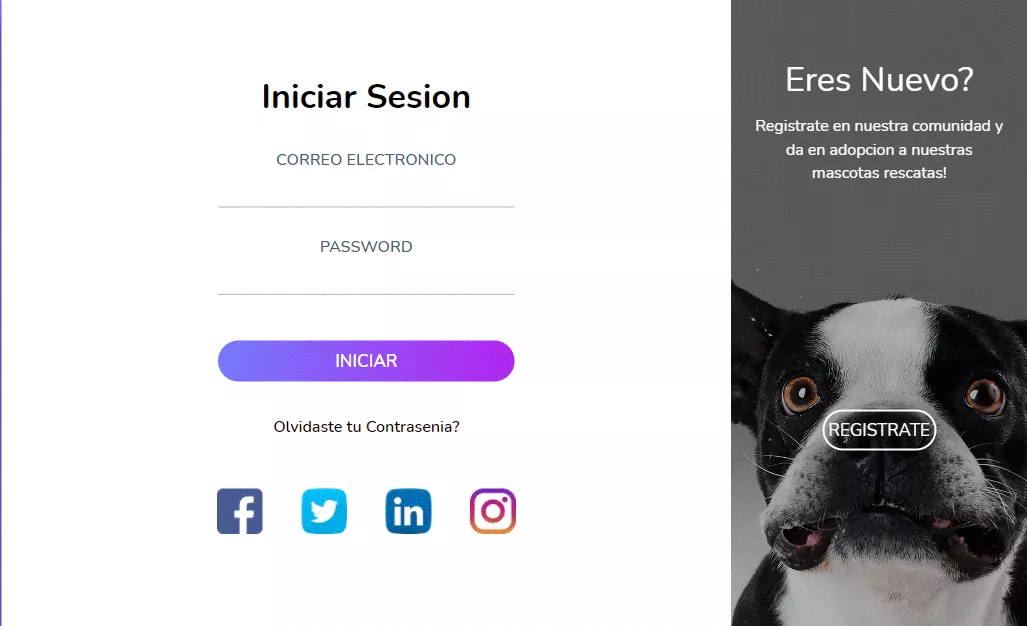 Iniciar Sesion
CORREO ELECTRONICO
PASSWORD
INICIAR
Olvidaste tu Contrasenia?
Eres Nuevo?
Registrate en nuestra comunidad y
da en adopcion a nuestras
mascotas rescatas!
REGISTRATE